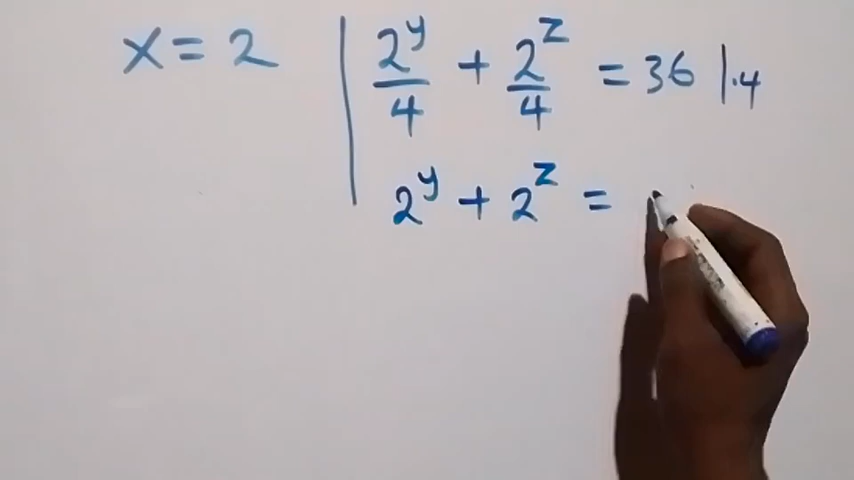 x = 2 | 2^y/4 + 2^z/4 = 36 |·4
2^y + 2^z =